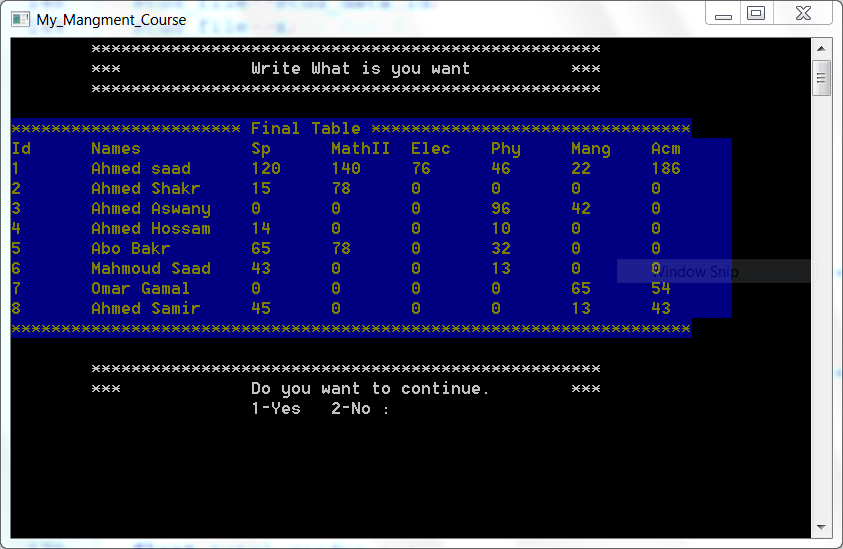 My_Mangment_Course
***************************************************
*** Write What is you want ***
***************************************************
*********************** Final Table ********************************
Id Names Sp MathII Elec Phy Mang Acm
1 Ahmed saad 120 140 76 46 22 186
2 Ahmed Shakr 15 78 0 0 0 0
3 Ahmed Aswany 0 0 0 96 42 0
4 Ahmed Hossam 14 0 0 10 0 0
5 Abo Bakr 65 78 0 32 0 0
6 Mahmoud Saad 43 0 0 13 0 0
Window Snip
7 Omar Gamal 0 0 0 0 65 54
8 Ahmed Samir 45 0 0 0 13 43
********************************************************************
***************************************************
*** Do you want to continue. ***
1-Yes 2-No :